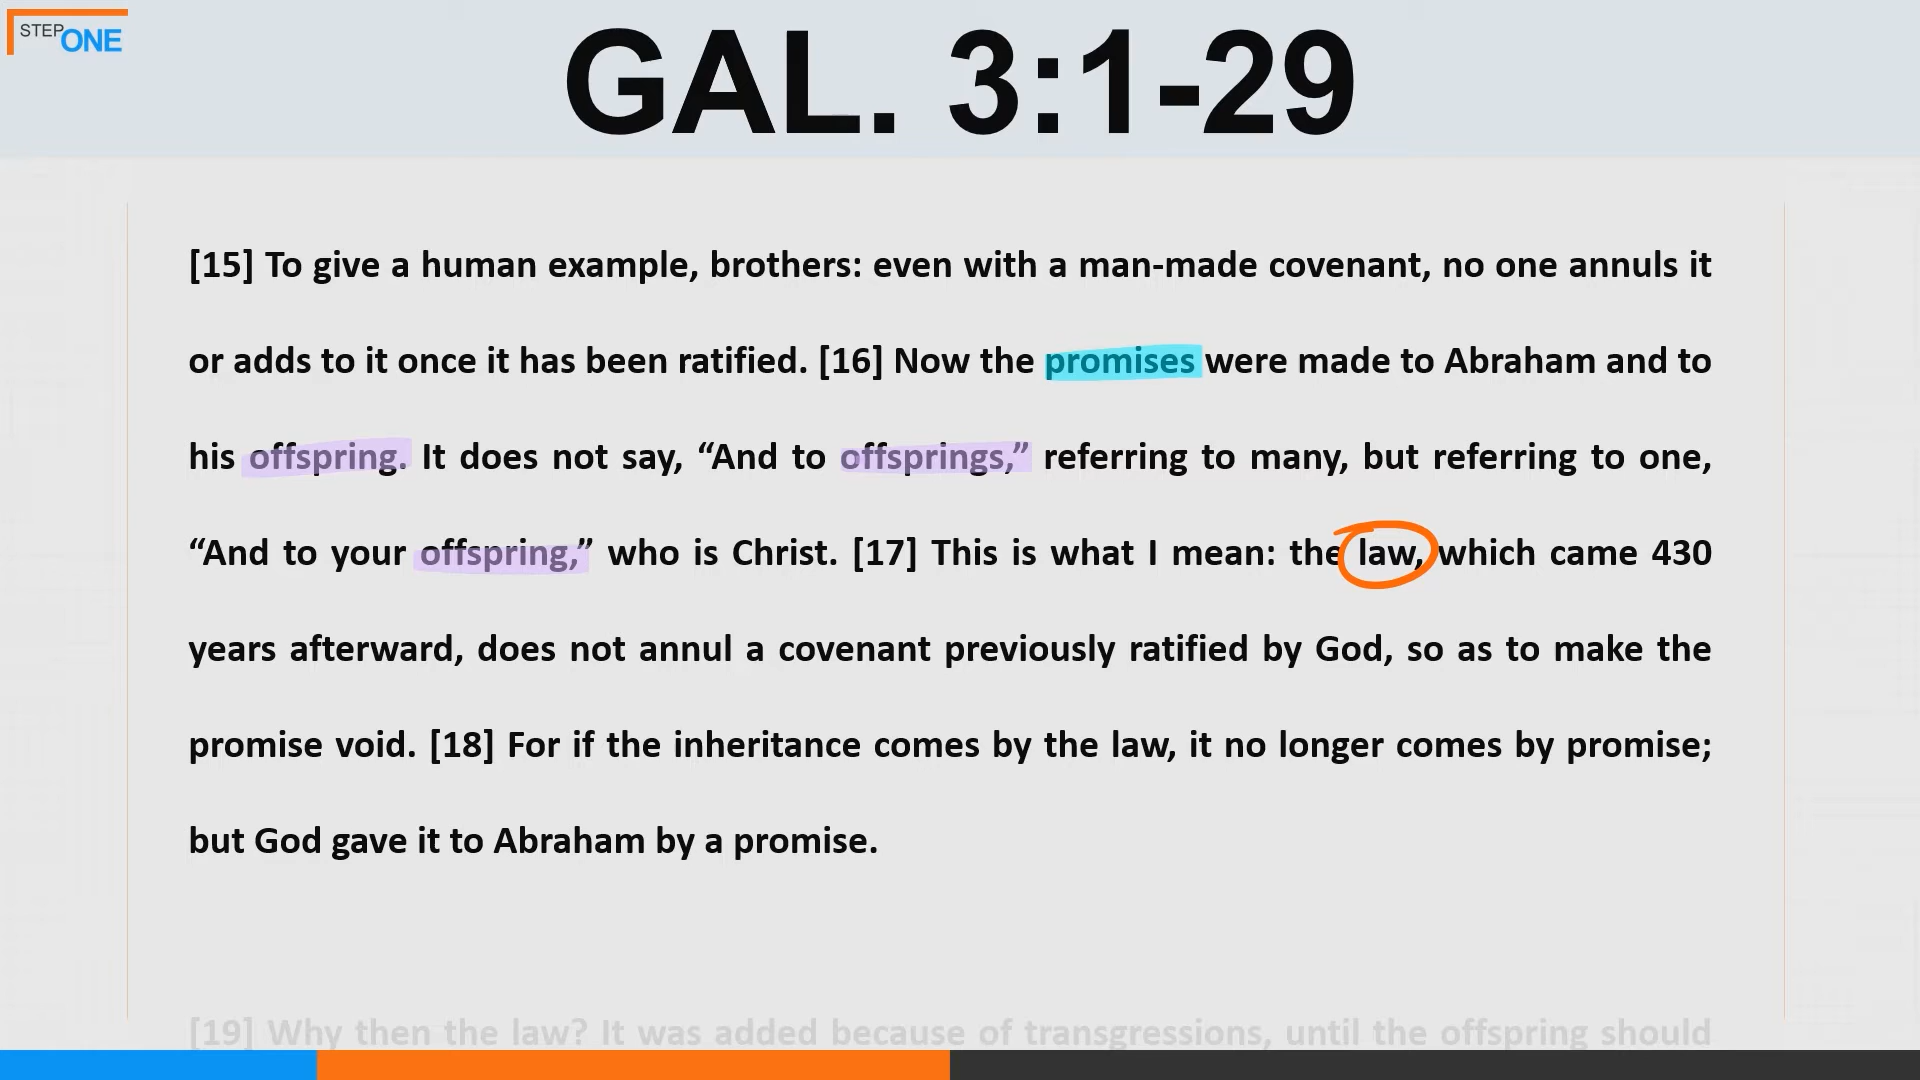 STEP
ONE
GAL. 3:1-29
[15] To give a human example, brothers: even with a man-made covenant, no one annuls it
or adds to it once it has been ratified. [16] Now the promises were made to Abraham and to
his offspring. It does not say, “And to offsprings,” referring to many, but referring to one,
“And to your offspring,” who is Christ. [17] This is what I mean: the law, which came 430
years afterward, does not annul a covenant previously ratified by God, so as to make the
promise void. [18] For if the inheritance comes by the law, it no longer comes by promise;
but God gave it to Abraham by a promise.
[19] Why then the law? It was added because of transgressions, until the offspring should